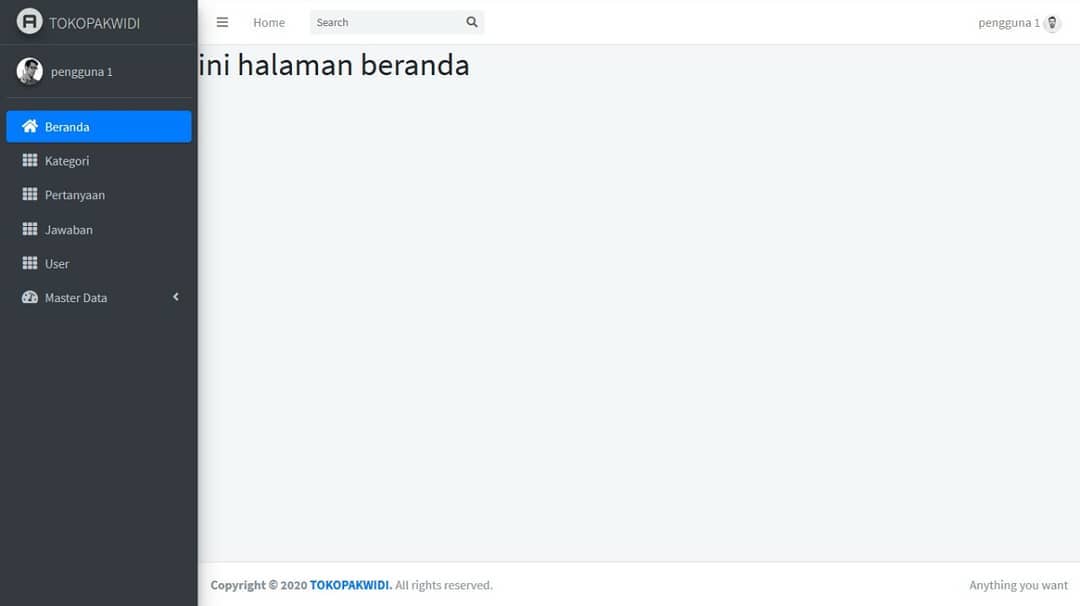 TOKOPAKWIDI
Home
Search
pengguna 1
pengguna 1
ini halaman beranda
Beranda
Kategori
Pertanyaan
Jawaban
User
Master Data
Copyright © 2020 TOKOPAKWIDI. All rights reserved.
Anything you want